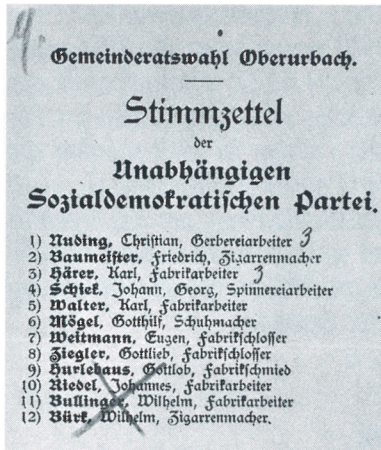 Gemeinderatswahl Oberurbach.
Stimmzettel
der
Unabhängigen
Sozialdemokratischen Partei.
1) Nuding, Christian, Gerbereiarbeiter 3
2) Baumeister, Friedrich, Zigarrenmacher
3) Härer, Karl, Fabrikarbeiter 3
4) Schiek, Johann, Georg, Spinnereiarbeiter
5) Walter, Karl, Fabrikarbeiter
6) Mögel, Gotthilf, Schuhmacher
7) Weitmann, Eugen, Fabrikschlosser
8) Ziegler, Gottlieb, Fabrikschlosser
9) Hurlebaus, Gottlob, Fabrikschmied
10) Riedel, Johannes, Fabrikarbeiter
11) Bullinger, Wilhelm, Fabrikarbeiter
12) Bürk, Wilhelm, Zigarrenmacher.